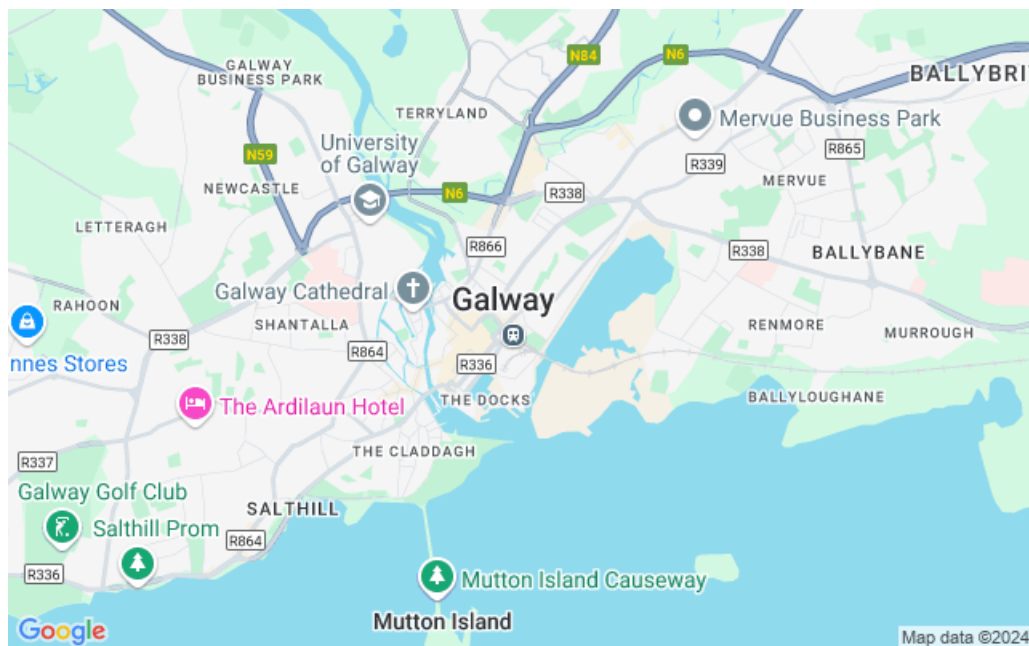 GALWAY
BUSINESS PARK
N84
N6
BALLYBRI
TERRYLAND
Mervue Business Park
University
of Galway
N59
R339
R865
NEWCASTLE
N6
R338
MERVUE
LETTERAGH
R866
R338
BALLYBANE
Galway Cathedral
Galway
RAHOON
SHANTALLA
RENMORE
MURROUGH
R338
R864
nnes Stores
R336
The Ardilaun Hotel
THE DOCKS
BALLYLOUGHANE
THE CLADDAGH
R337
Galway Golf Club
SALTHILL
Salthill Prom
R864
R336
Mutton Island Causeway
Mutton Island
Google
Map data ©2024